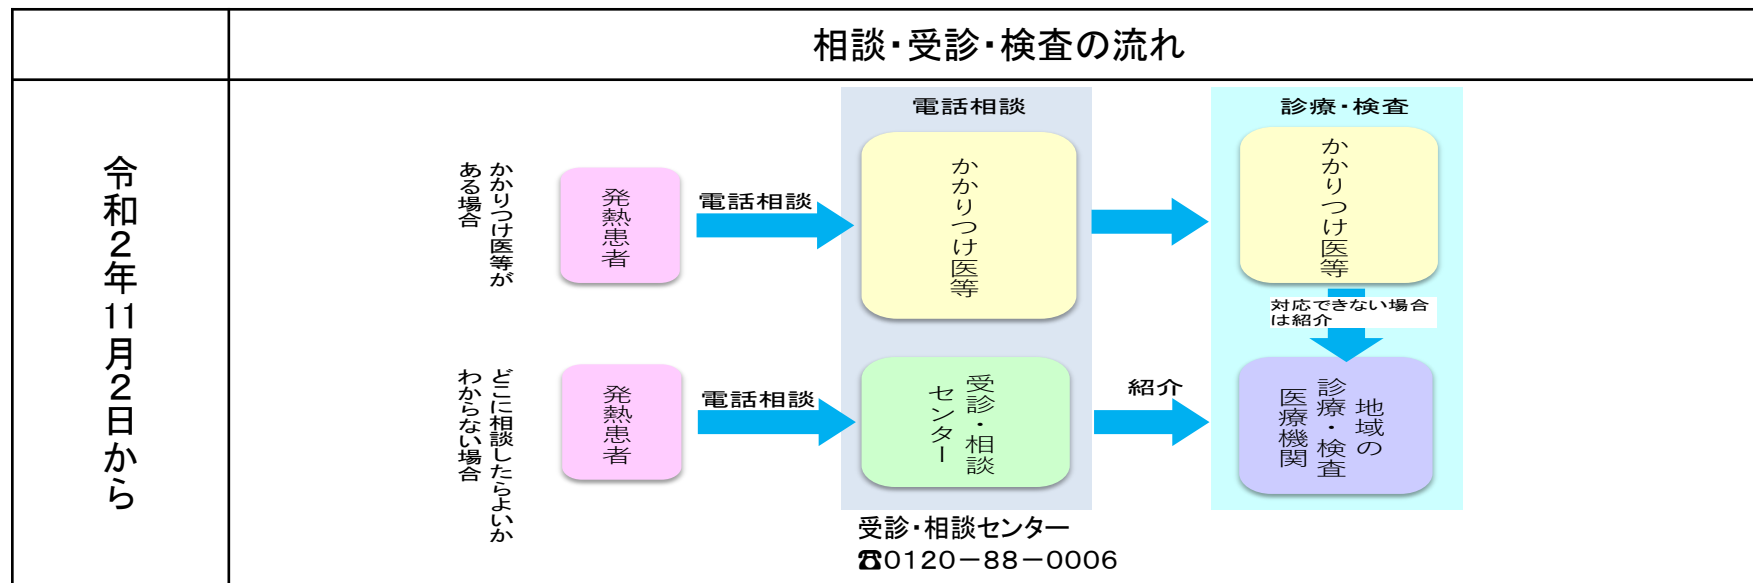 相談・受診・検査の流れ
令和２年11月２日から
かかりつけ医等が
ある場合
発熱患者
電話相談
電話相談
かかりつけ医等
診療・検査
かかりつけ医等
対応できない場合
は紹介
どこに相談したらよいか
わからない場合
発熱患者
電話相談
受診・相談
センター
紹介
地域の
診療・検査
医療機関
受診・相談センター
☎0120－88－0006